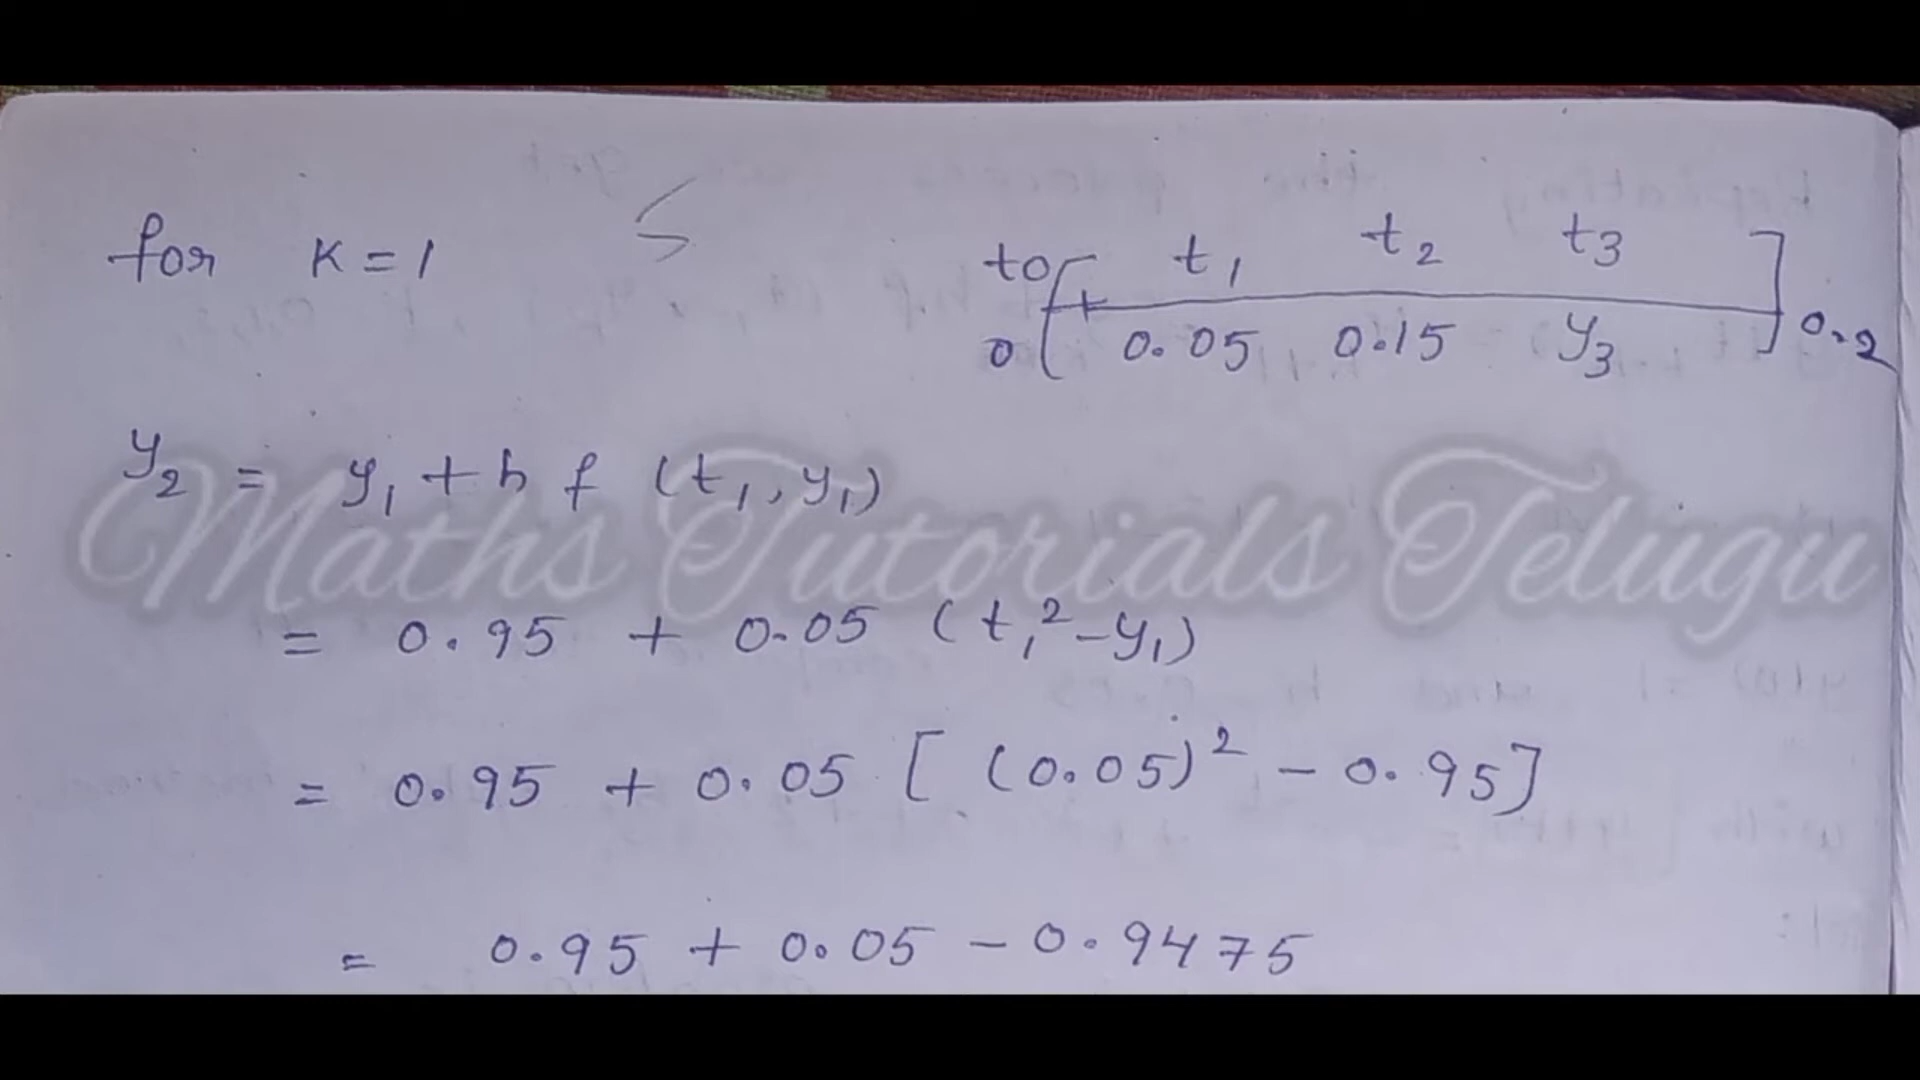 for K = 1
t0 t1 t2 t3
0 0.05 0.15 y3 0.2
y2 = y1 + h f (t1, y1)
Maths Tutorials Telugu
= 0.95 + 0.05 (t1² - y1)
= 0.95 + 0.05 [ (0.05)² - 0.95]
= 0.95 + 0.05 - 0.9475